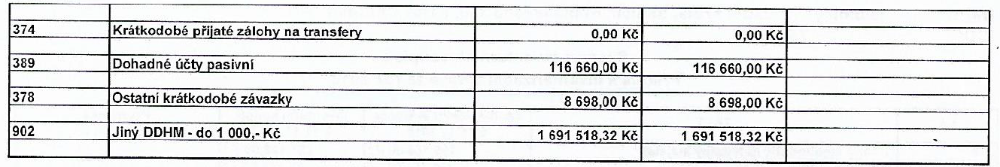 374 Krátkodobé přijaté zálohy na transfery 0,00 Kč 0,00 Kč
389 Dohadné účty pasivní 116 660,00 Kč 116 660,00 Kč
378 Ostatní krátkodobé závazky 8 698,00 Kč 8 698,00 Kč
902 Jiný DDHM - do 1 000,- Kč 1 691 518,32 Kč 1 691 518,32 Kč